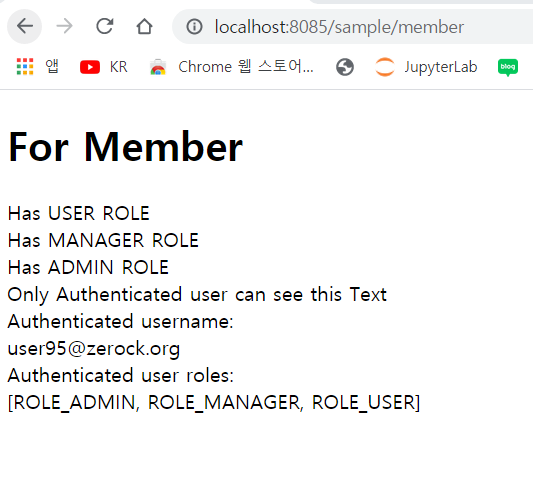 localhost:8085/sample/member
앱 KR Chrome 웹 스토어... JupyterLab blog
For Member
Has USER ROLE
Has MANAGER ROLE
Has ADMIN ROLE
Only Authenticated user can see this Text
Authenticated username:
user95@zerock.org
Authenticated user roles:
[ROLE_ADMIN, ROLE_MANAGER, ROLE_USER]